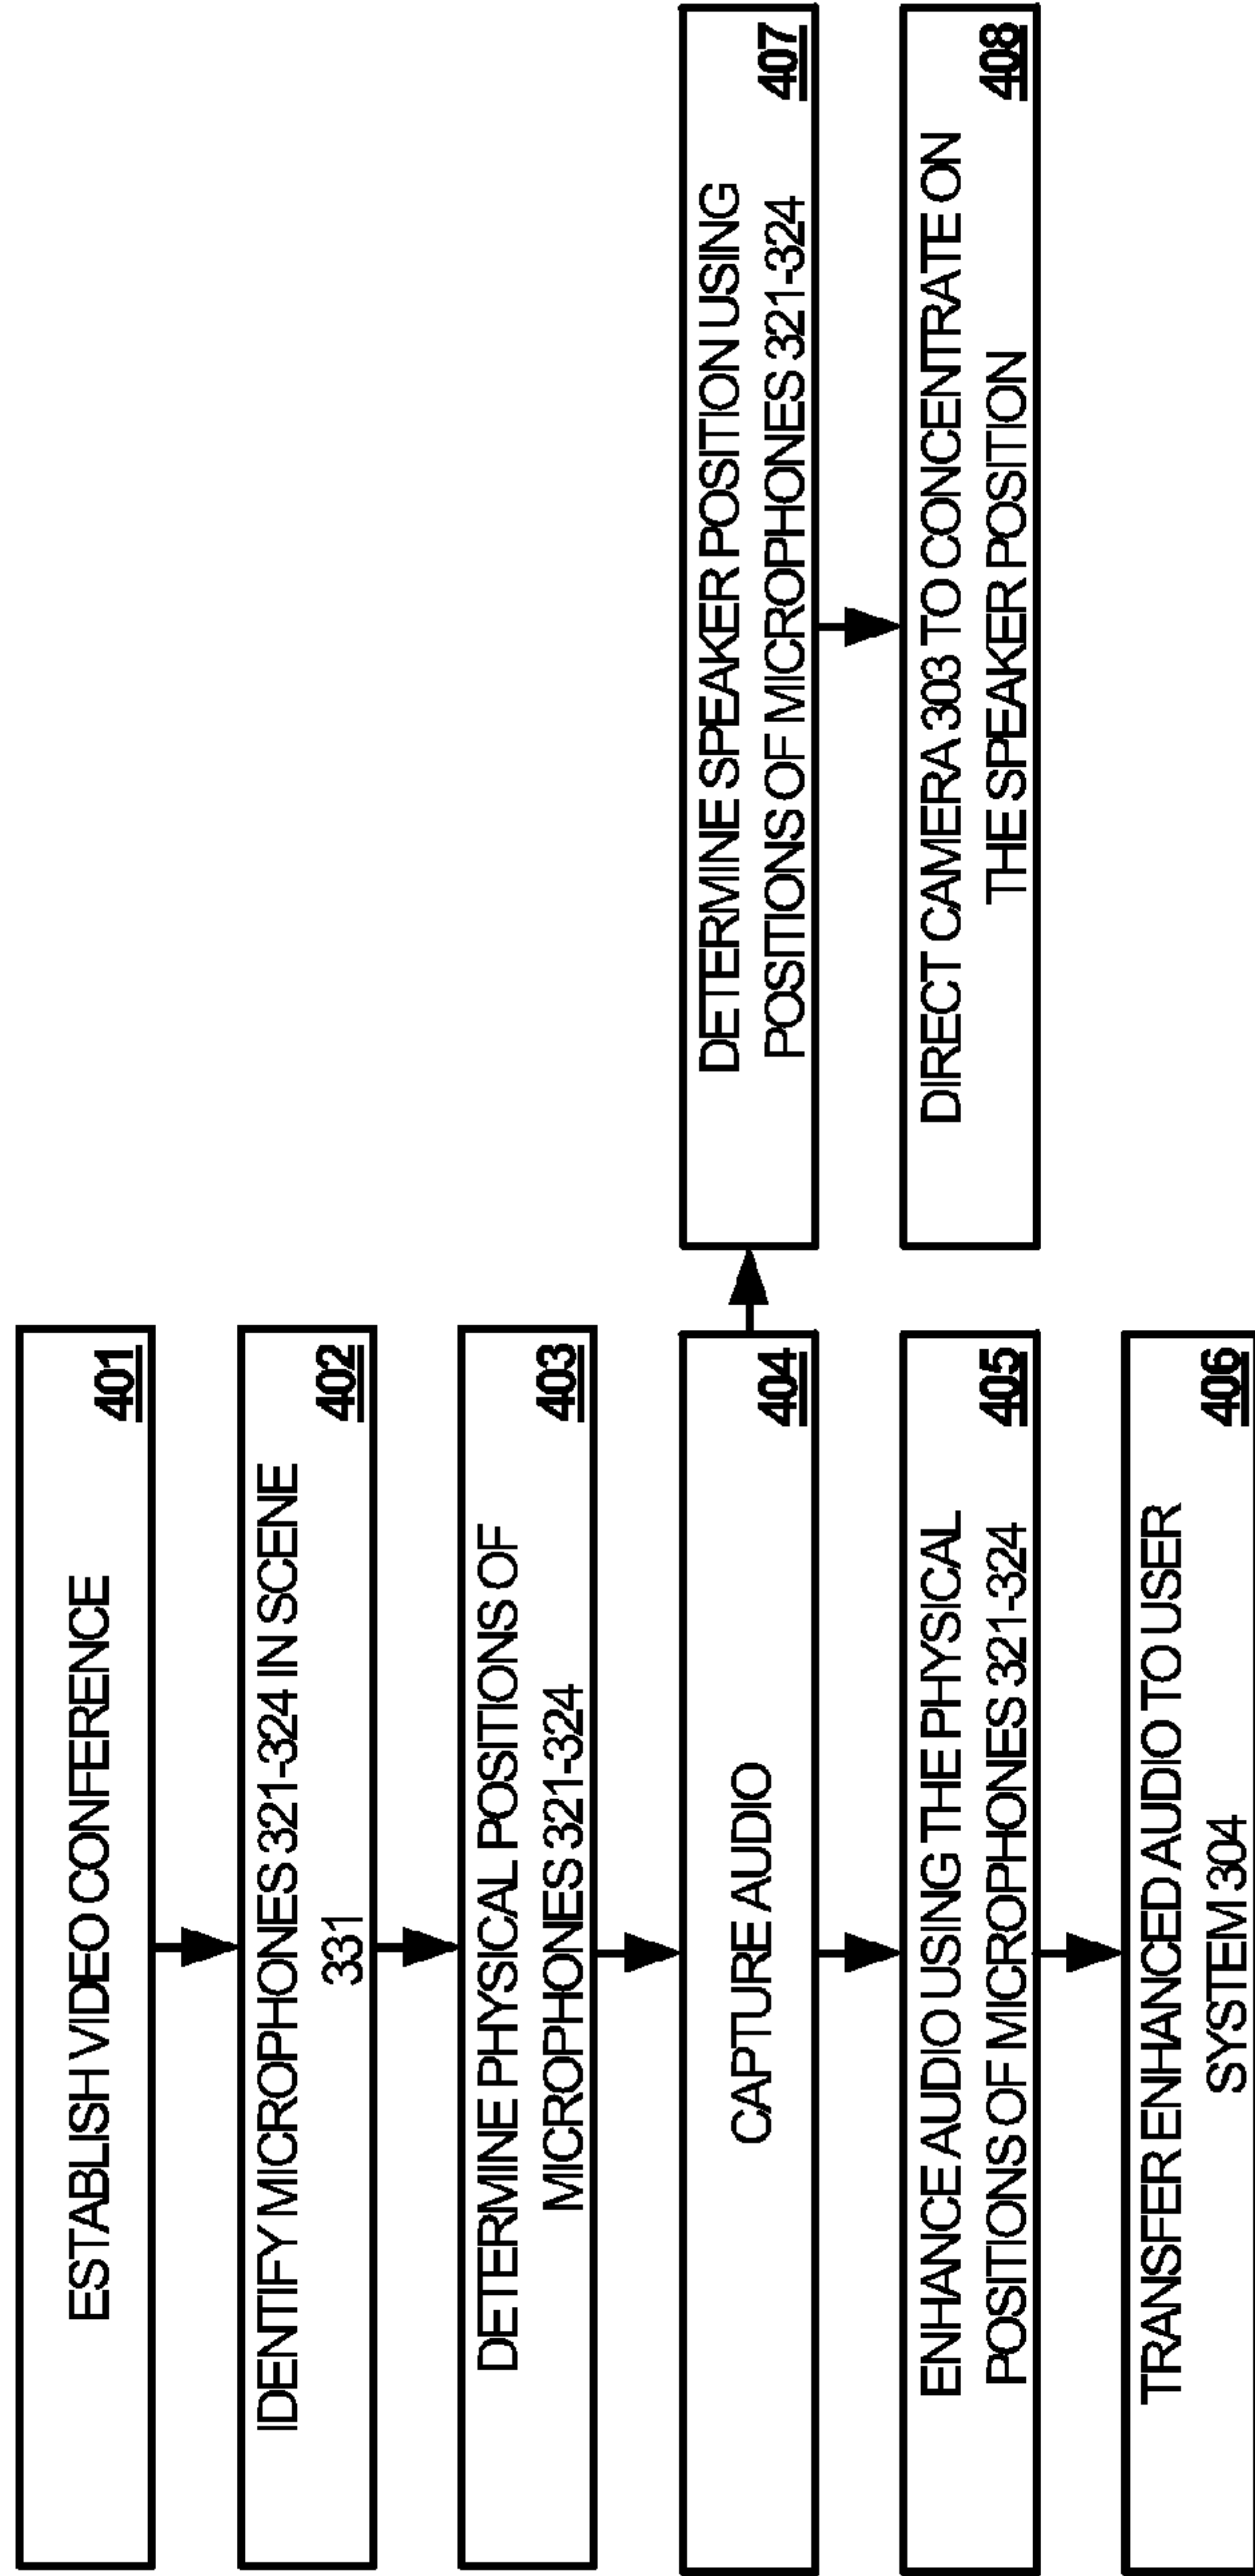 ESTABLISH VIDEO CONFERENCE
401
IDENTIFY MICROPHONES 321-324 IN SCENE
331
402
DETERMINE PHYSICAL POSITIONS OF
MICROPHONES 321-324
403
CAPTURE AUDIO
404
ENHANCE AUDIO USING THE PHYSICAL
POSITIONS OF MICROPHONES 321-324
405
TRANSFER ENHANCED AUDIO TO USER
SYSTEM 304
406
DETERMINE SPEAKER POSITION USING
POSITIONS OF MICROPHONES 321-324
407
DIRECT CAMERA 303 TO CONCENTRATE ON
THE SPEAKER POSITION
408